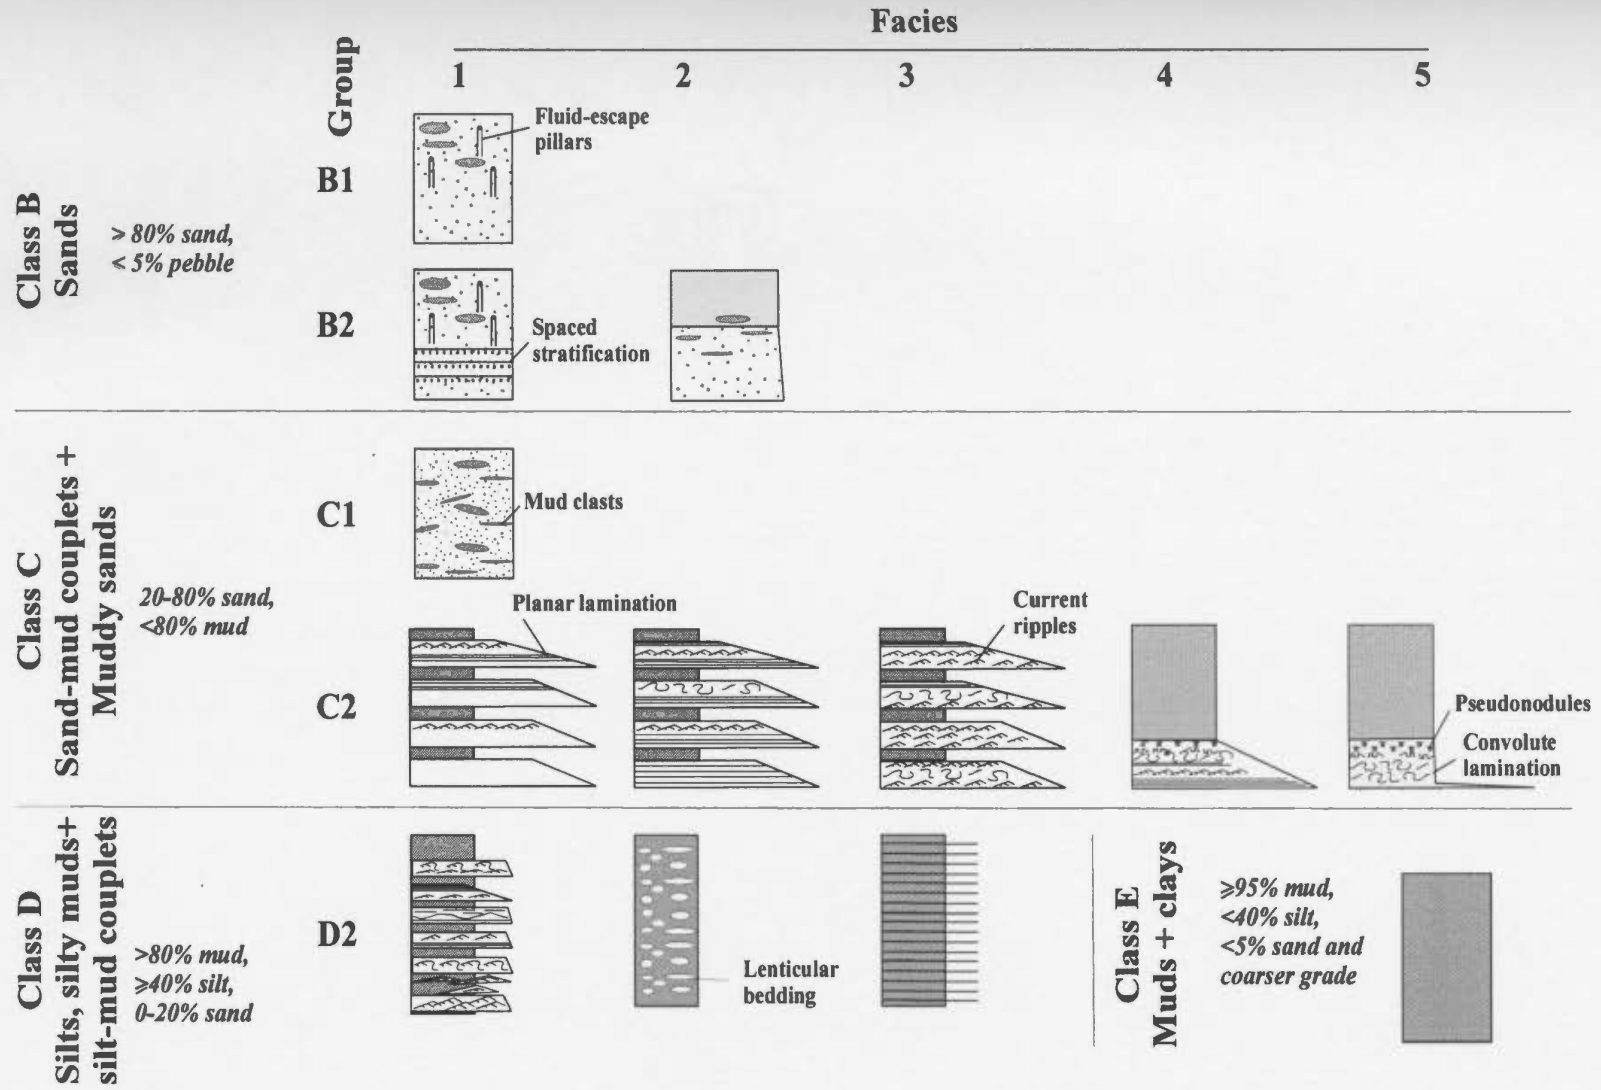 Facies
Group
1
2
3
4
5
Class B
Sands
> 80% sand,
< 5% pebble
B1
Fluid-escape
pillars
B2
Spaced
stratification
Class C
Sand-mud couplets +
Muddy sands
20-80% sand,
<80% mud
C1
Mud clasts
C2
Planar lamination
Current
ripples
Pseudonodules
Convolute
lamination
Class D
Silts, silty muds+
silt-mud couplets
>80% mud,
≥40% silt,
0-20% sand
D2
Lenticular
bedding
Class E
Muds + clays
≥95% mud,
<40% silt,
<5% sand and
coarser grade